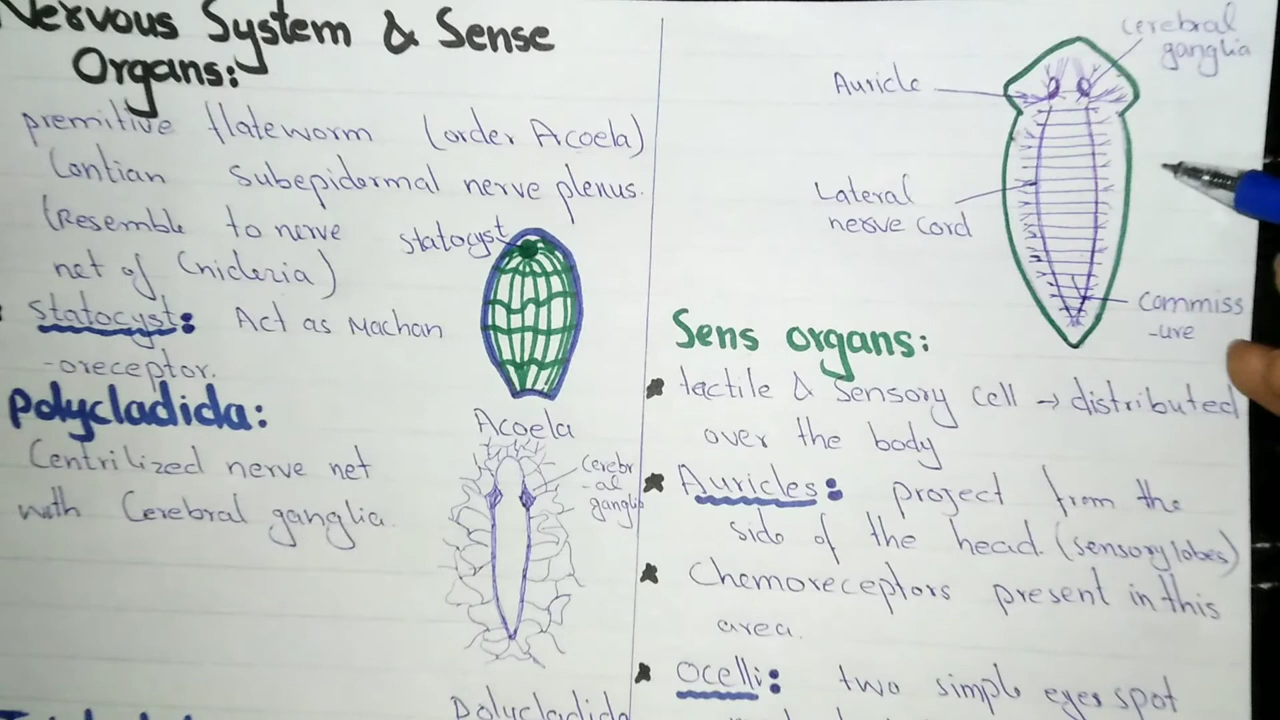 Nervous System & Sense
Organs:
premitive flateworm (order Acoela)
Contian subepidermal nerve plenus.
(Resemble to nerve
net of Cnideria)
statocyst
statocyst: Act as Machan
-oreceptor.
Acoela
Polycladida:
Centrilized nerve net
with Cerebral ganglia.
Cerebr
-al
ganglia
Polycladida
Cerebral
ganglia
Auricle
Lateral
nerve Cord
Commiss
-ure
Sens organs:
tactile & Sensory Cell → distributed
over the body
Auricles: project from the
side of the head. (sensory lobes)
Chemoreceptors present in this
area.
Ocelli: two simple eyes spot